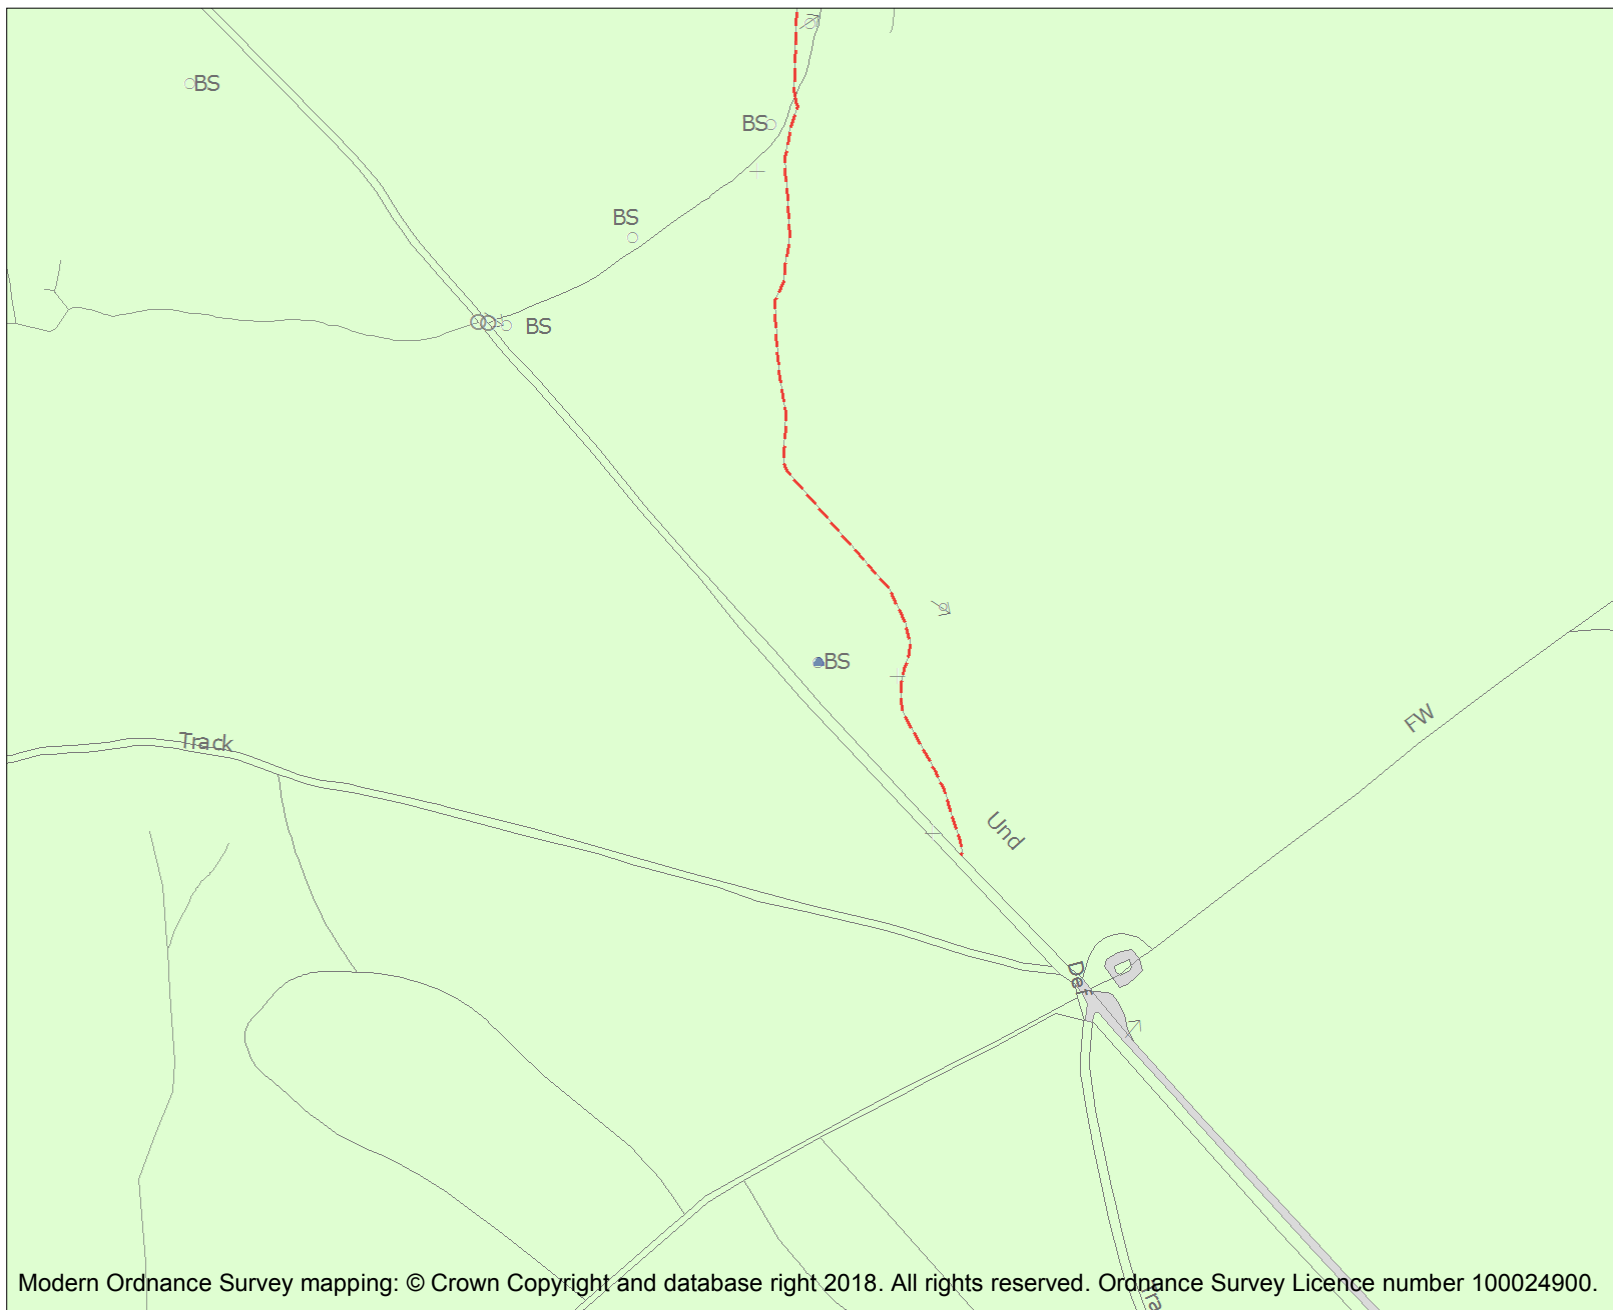 BS
BS
BS
BS
BS
Track
FW
Und
Def
Modern Ordnance Survey mapping: © Crown Copyright and database right 2018. All rights reserved. Ordnance Survey Licence number 100024900.